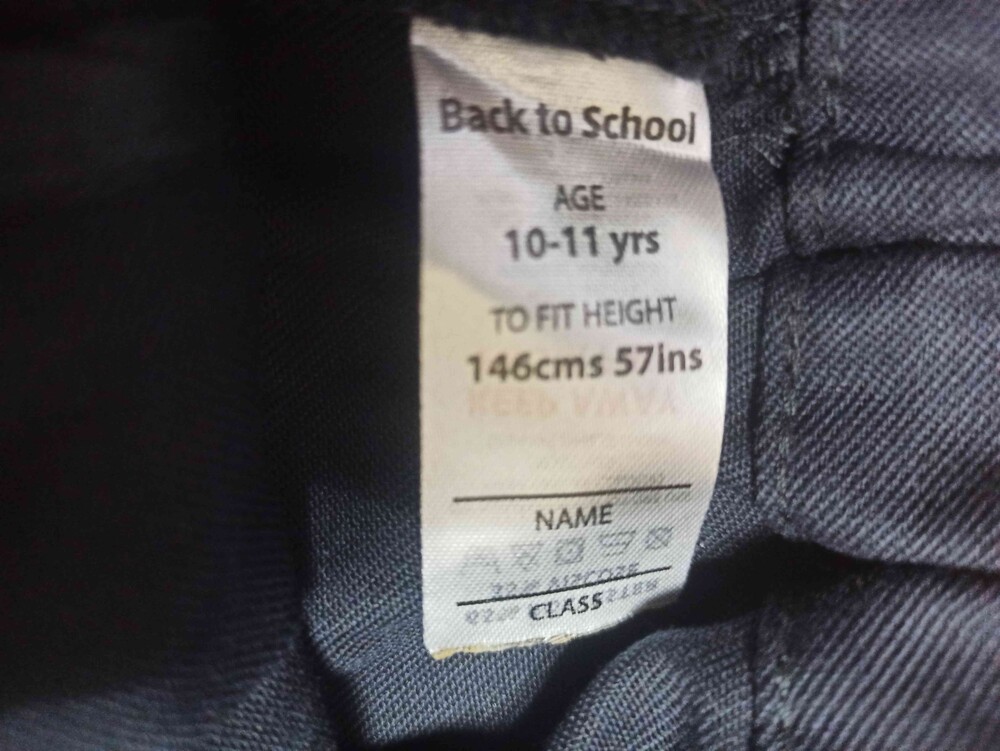 Back to School
AGE
10-11 yrs
TO FIT HEIGHT
146cms 57ins
NAME
CLASS